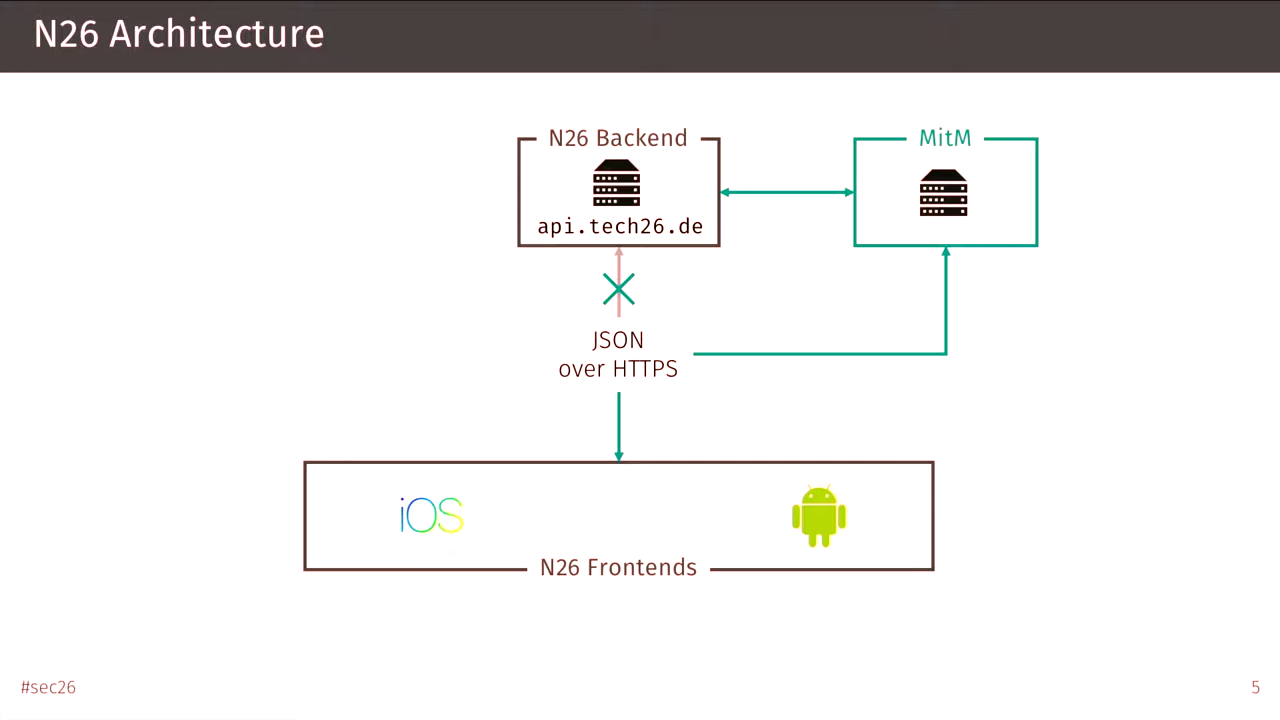 N26 Architecture
N26 Backend
MitM
api.tech26.de
JSON
over HTTPS
iOS
N26 Frontends
#sec26
5